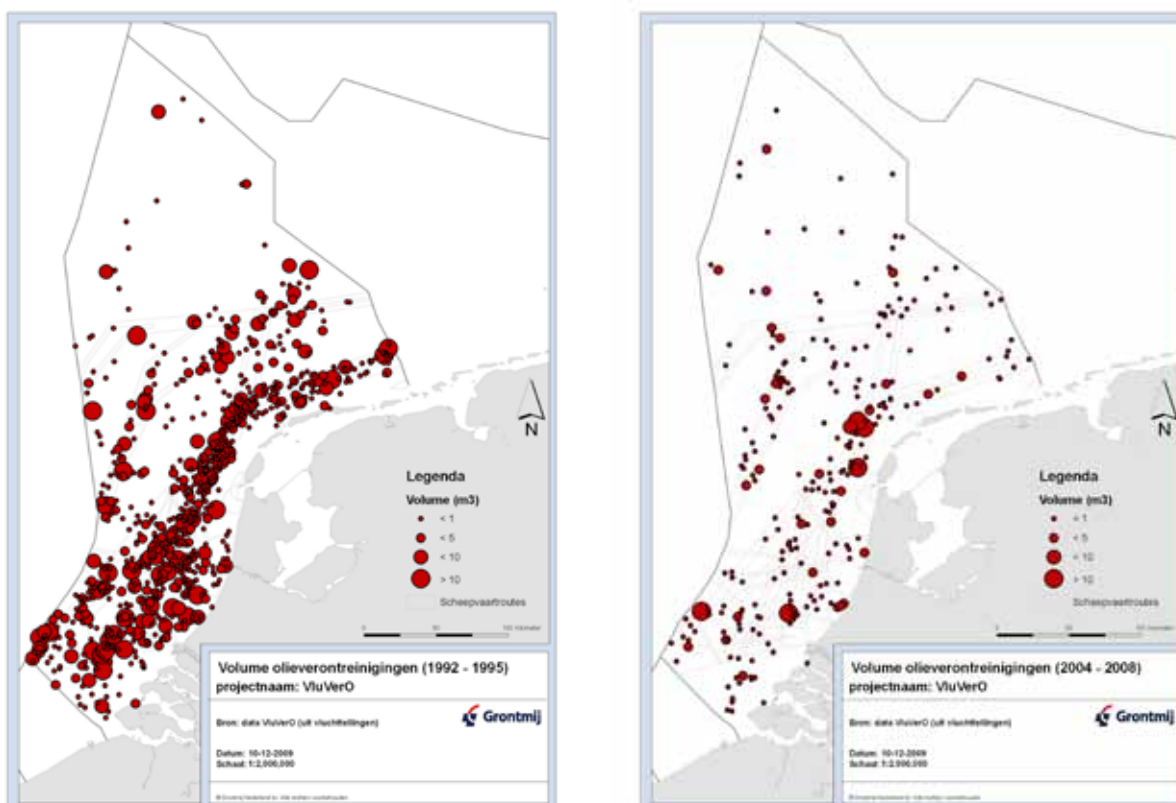 N
Legenda
Volume (m3)
< 1
< 5
< 10
> 10
Scheepvaartroutes
Volume olieverontreinigingen (1992 - 1995)
projectnaam: VluVerO
Bron: data VluVerO (uit vluchttellingen)
Grontmij
Datum: 10-12-2009
Schaal: 1:2,000,000
N
Legenda
Volume (m3)
< 1
< 5
< 10
> 10
Scheepvaartroutes
Volume olieverontreinigingen (2004 - 2008)
projectnaam: VluVerO
Bron: data VluVerO (uit vluchttellingen)
Grontmij
Datum: 10-12-2009
Schaal: 1:2,000,000